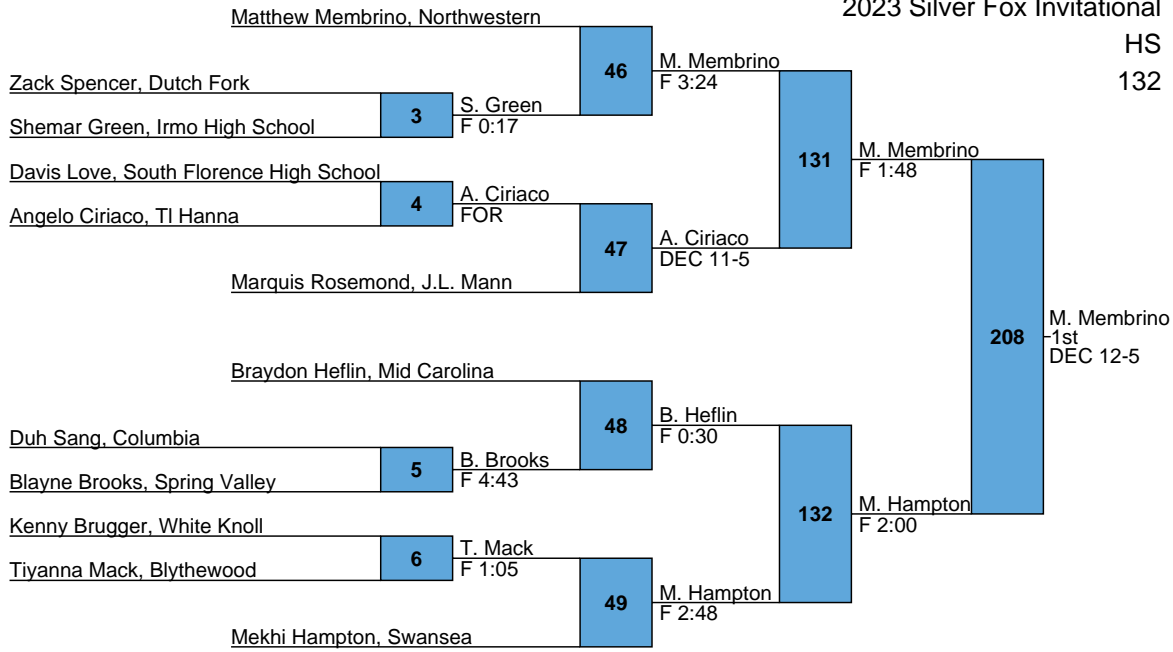 2023 Silver Fox Invitational
HS
132
Matthew Membrino, Northwestern
46
M. Membrino
F 3:24
Zack Spencer, Dutch Fork
3
S. Green
F 0:17
Shemar Green, Irmo High School
131
M. Membrino
F 1:48
Davis Love, South Florence High School
4
A. Ciriaco
FOR
Angelo Ciriaco, Tl Hanna
47
A. Ciriaco
DEC 11-5
Marquis Rosemond, J.L. Mann
208
M. Membrino
1st
DEC 12-5
Braydon Heflin, Mid Carolina
48
B. Heflin
F 0:30
Duh Sang, Columbia
5
B. Brooks
F 4:43
Blayne Brooks, Spring Valley
132
M. Hampton
F 2:00
Kenny Brugger, White Knoll
6
T. Mack
F 1:05
Tiyanna Mack, Blythewood
49
M. Hampton
F 2:48
Mekhi Hampton, Swansea